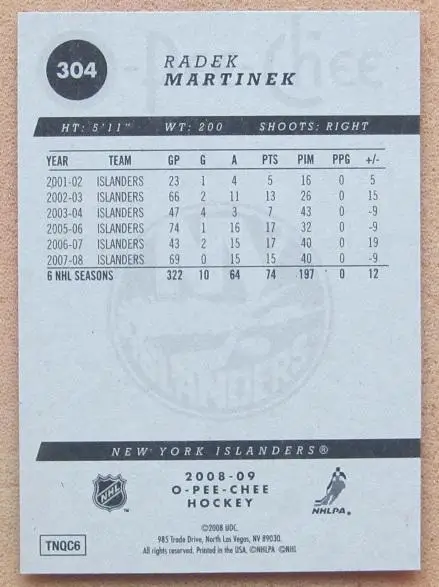 O-Pee-Chee
304
RADEK
MARTINEK
HT: 5'11" WT: 200 SHOOTS: RIGHT
YEAR TEAM GP G A PTS PIM PPG +/-
2001-02 ISLANDERS 23 1 4 5 16 0 5
2002-03 ISLANDERS 66 2 11 13 26 0 15
2003-04 ISLANDERS 47 4 3 7 43 0 -9
2005-06 ISLANDERS 74 1 16 17 32 0 -9
2006-07 ISLANDERS 43 2 15 17 40 0 19
2007-08 ISLANDERS 69 0 15 15 40 0 -9
6 NHL SEASONS 322 10 64 74 197 0 12
ISLANDERS
NEW YORK ISLANDERS®
2008-09
O-PEE-CHEE
HOCKEY
NHL
™
NHLPA®
©2008 UDC.
985 Trade Drive, North Las Vegas, NV 89030.
All rights reserved. Printed in the USA. ©NHLPA ©NHL
TNQC6